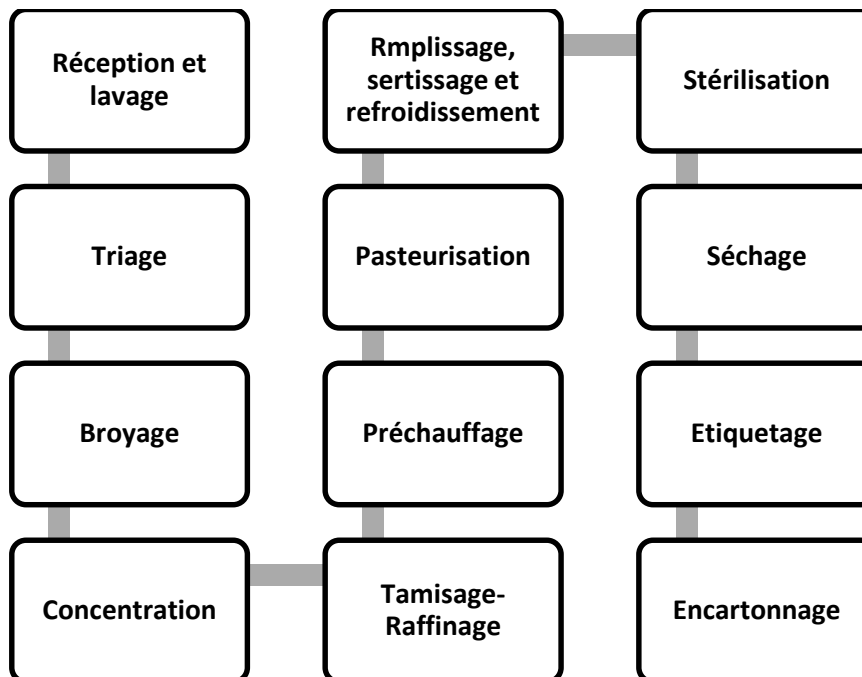 Réception et
lavage
Triage
Broyage
Concentration
Tamisage-
Raffinage
Préchauffage
Pasteurisation
Rmplissage,
sertissage et
refroidissement
Stérilisation
Séchage
Etiquetage
Encartonnage